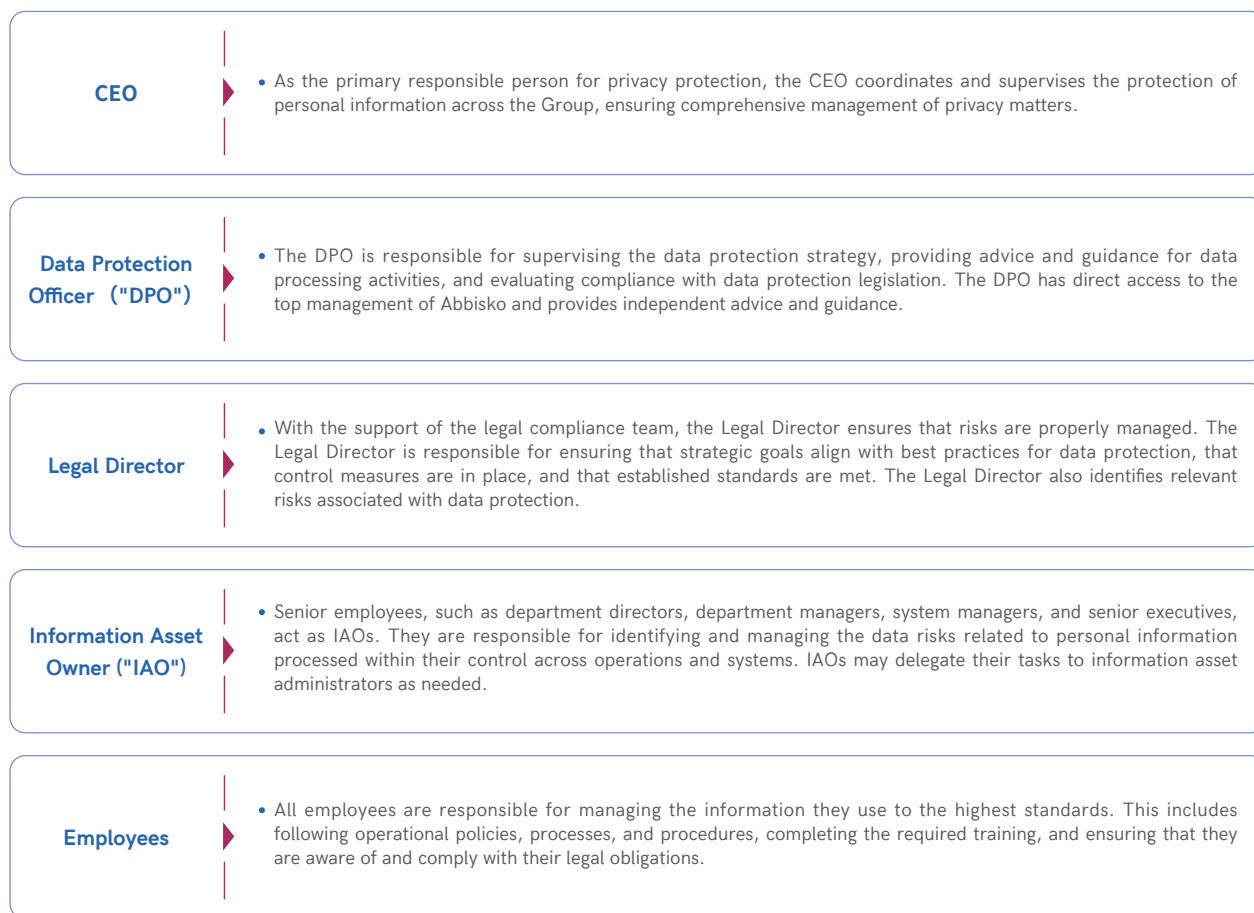 CEO
• As the primary responsible person for privacy protection, the CEO coordinates and supervises the protection of
personal information across the Group, ensuring comprehensive management of privacy matters.
Data Protection
Officer （"DPO"）
• The DPO is responsible for supervising the data protection strategy, providing advice and guidance for data
processing activities, and evaluating compliance with data protection legislation. The DPO has direct access to the
top management of Abbisko and provides independent advice and guidance.
Legal Director
• With the support of the legal compliance team, the Legal Director ensures that risks are properly managed. The
Legal Director is responsible for ensuring that strategic goals align with best practices for data protection, that
control measures are in place, and that established standards are met. The Legal Director also identifies relevant
risks associated with data protection.
Information Asset
Owner ("IAO")
• Senior employees, such as department directors, department managers, system managers, and senior executives,
act as IAOs. They are responsible for identifying and managing the data risks related to personal information
processed within their control across operations and systems. IAOs may delegate their tasks to information asset
administrators as needed.
Employees
• All employees are responsible for managing the information they use to the highest standards. This includes
following operational policies, processes, and procedures, completing the required training, and ensuring that they
are aware of and comply with their legal obligations.